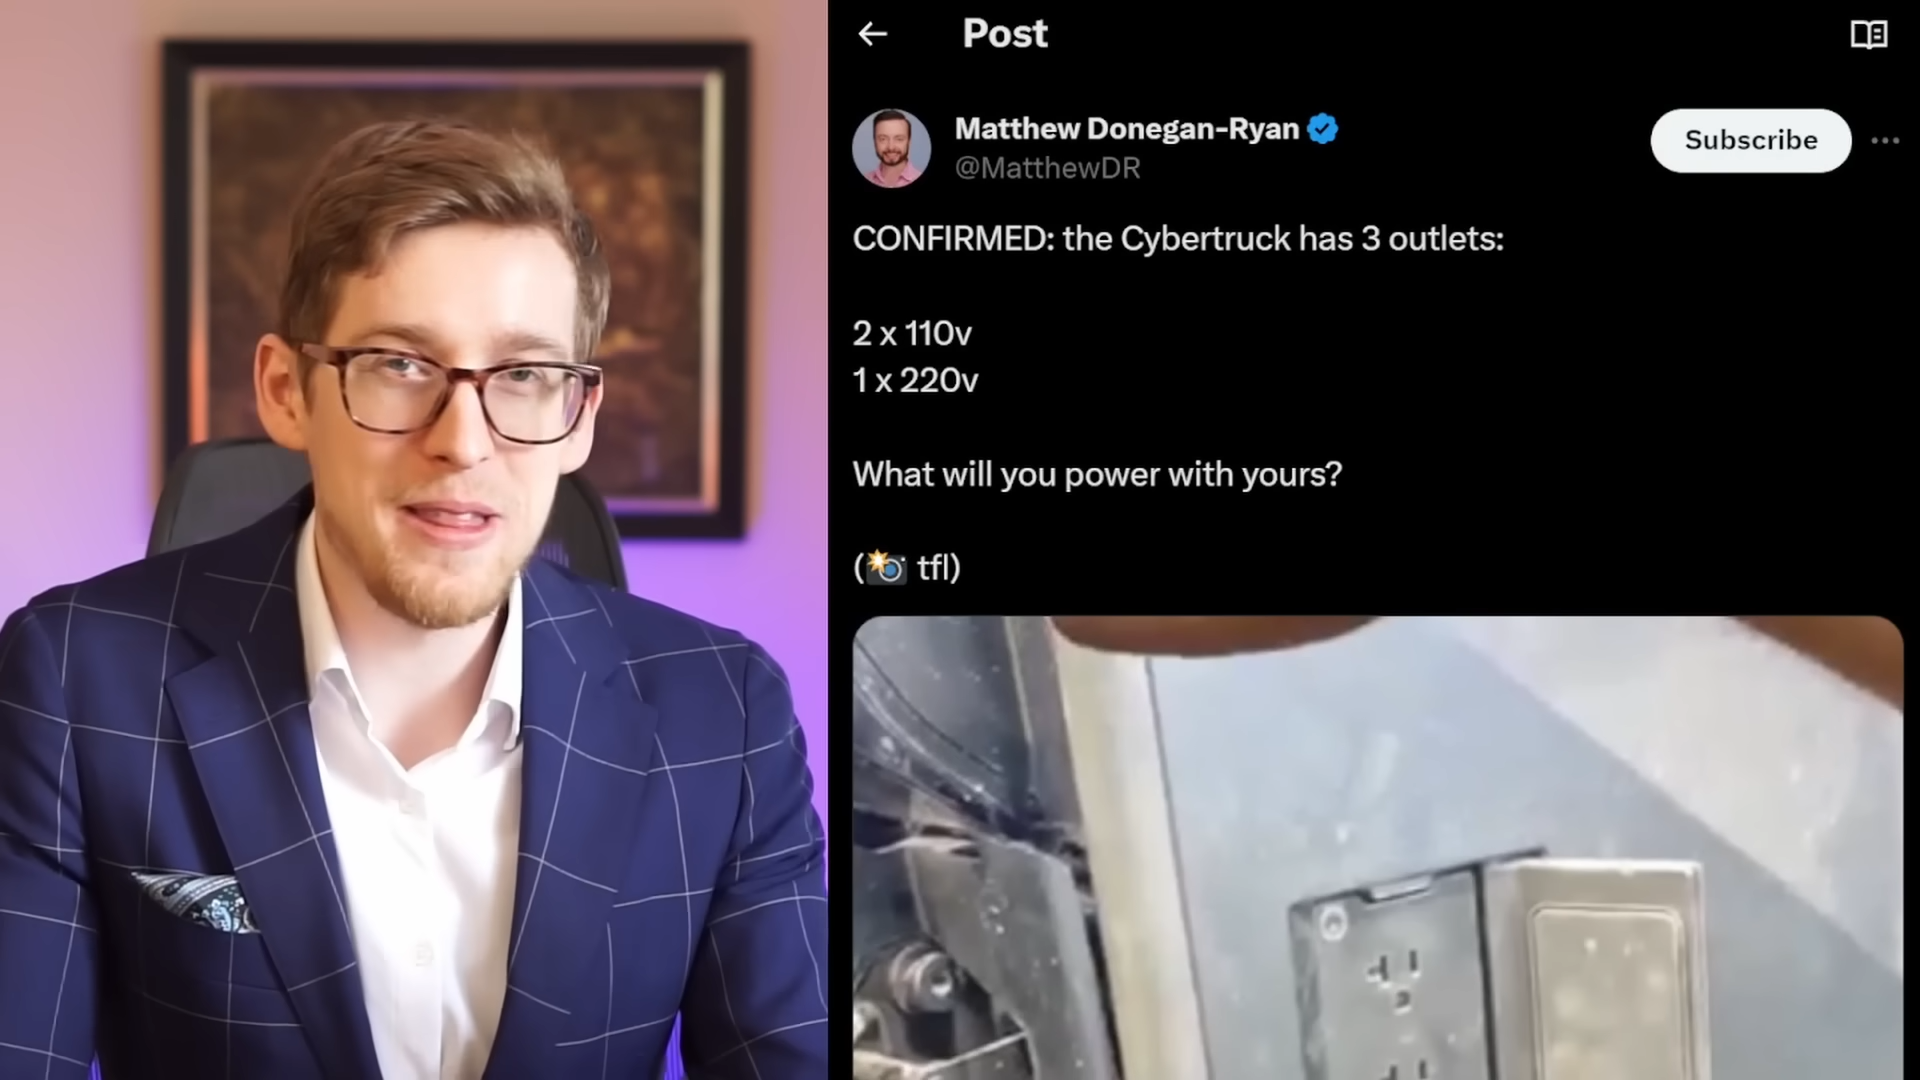 Post
Matthew Donegan-Ryan
@MatthewDR
Subscribe
CONFIRMED: the Cybertruck has 3 outlets:
2 x 110v
1 x 220v
What will you power with yours?
(📸 tfl)